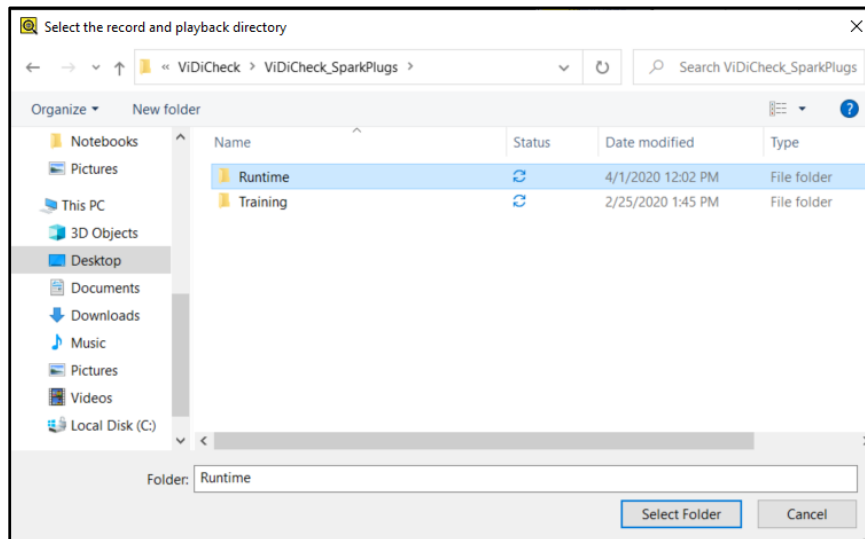 Select the record and playback directory
« ViDiCheck > ViDiCheck_SparkPlugs >
Search ViDiCheck_SparkPlugs
Organize
New folder
Name Status Date modified Type
Notebooks
Pictures
This PC
3D Objects
Desktop
Documents
Downloads
Music
Pictures
Videos
Local Disk (C:)
Runtime 4/1/2020 12:02 PM File folder
Training 2/25/2020 1:45 PM File folder
Folder: Runtime
Select Folder Cancel